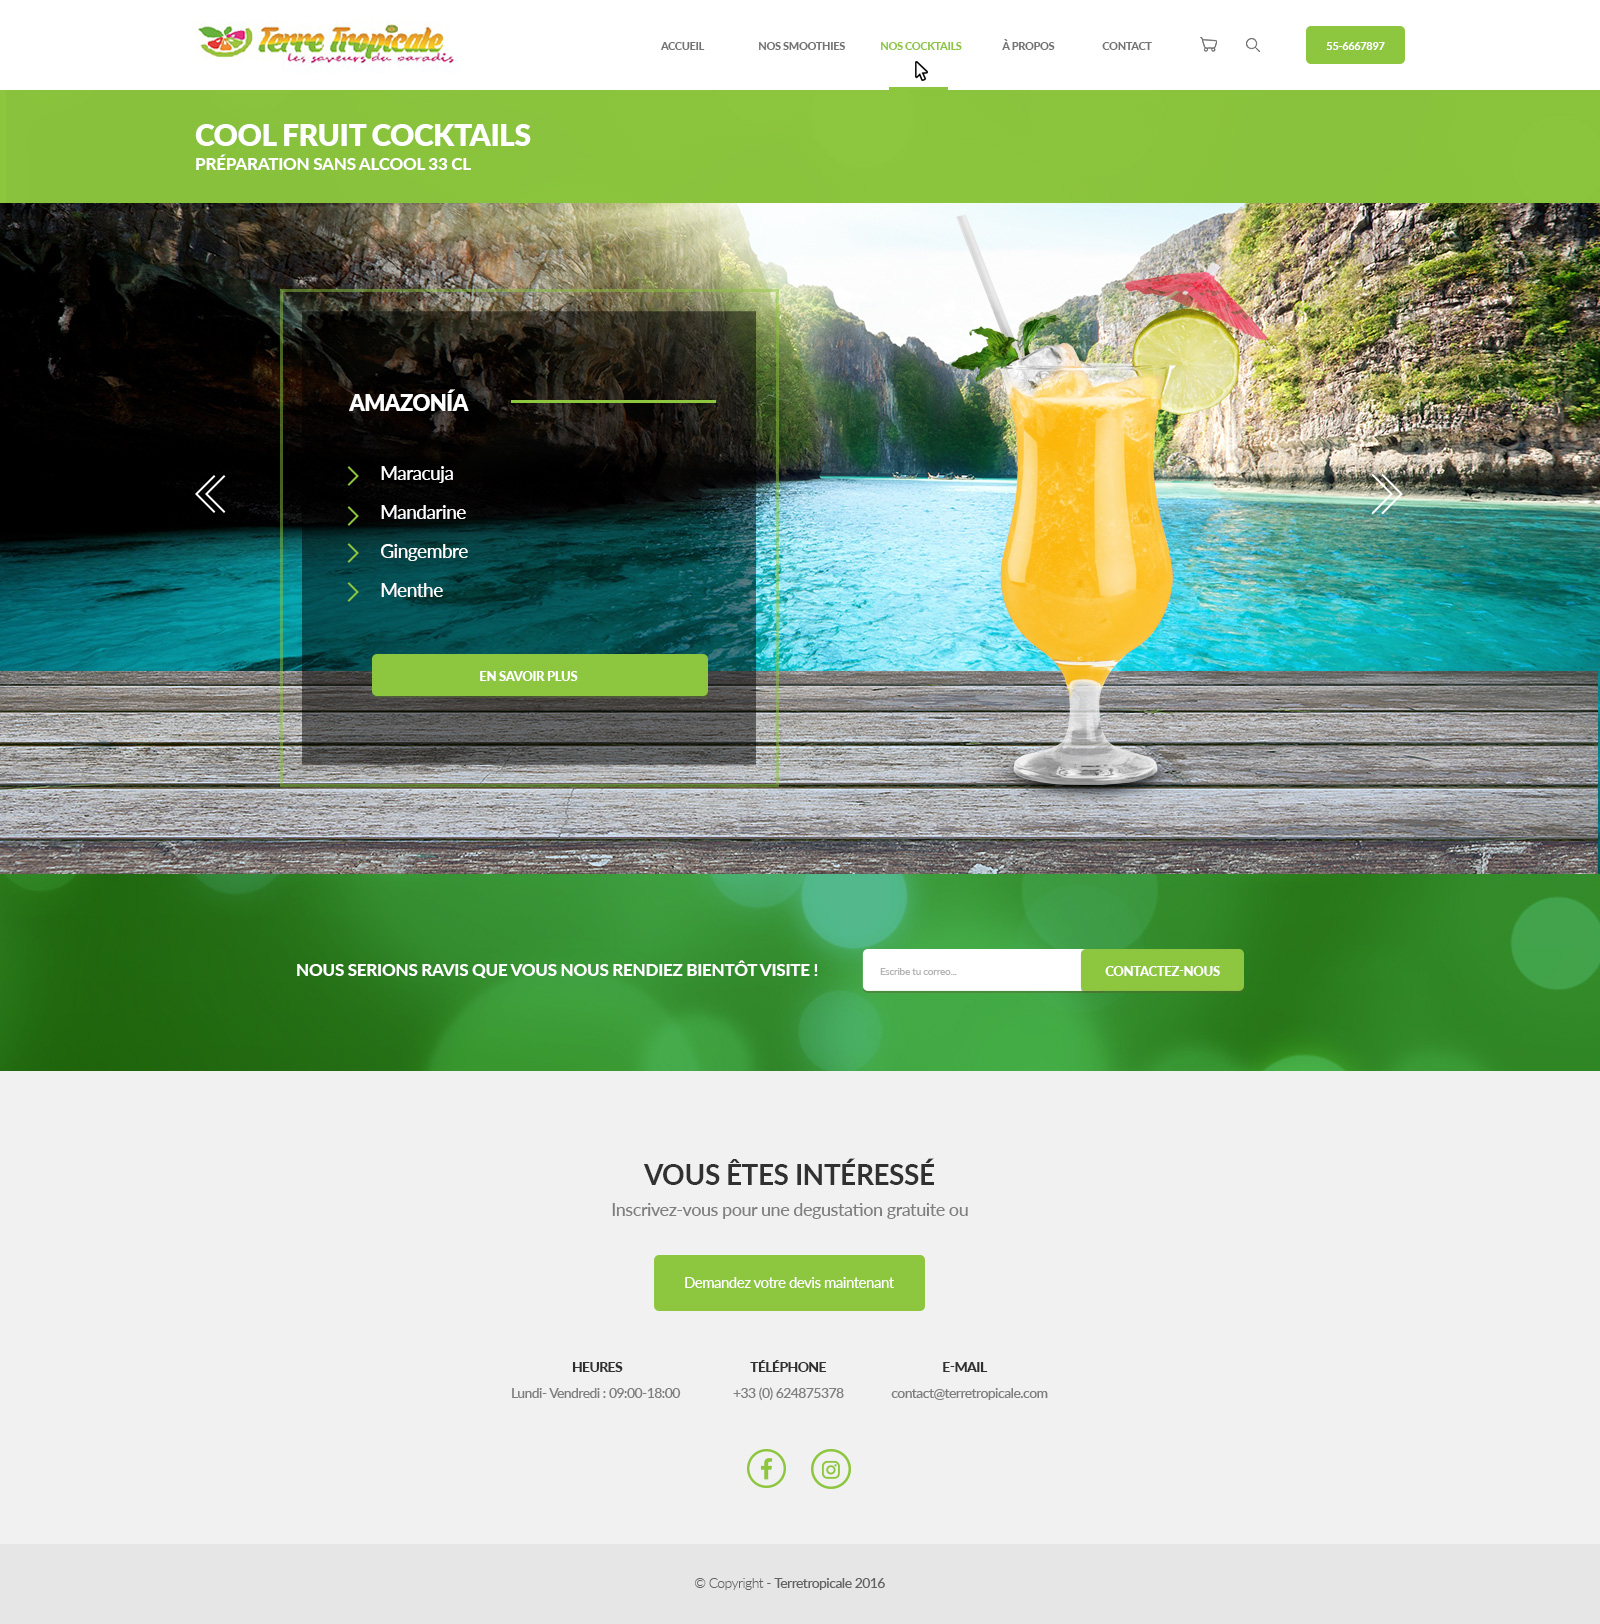 Terre Tropicale
les saveurs du paradis
ACCUEIL
NOS SMOOTHIES
NOS COCKTAILS
À PROPOS
CONTACT
55-6667897
COOL FRUIT COCKTAILS
PRÉPARATION SANS ALCOOL 33 CL
AMAZONÍA
Maracuja
Mandarine
Gingembre
Menthe
EN SAVOIR PLUS
NOUS SERIONS RAVIS QUE VOUS NOUS RENDIEZ BIENTÔT VISITE !
Escribe tu correo...
CONTACTEZ-NOUS
VOUS ÊTES INTÉRESSÉ
Inscrivez-vous pour une degustation gratuite ou
Demandez votre devis maintenant
HEURES
Lundi- Vendredi : 09:00-18:00
TÉLÉPHONE
+33 (0) 624875378
E-MAIL
contact@terretropicale.com
© Copyright - Terretropicale 2016